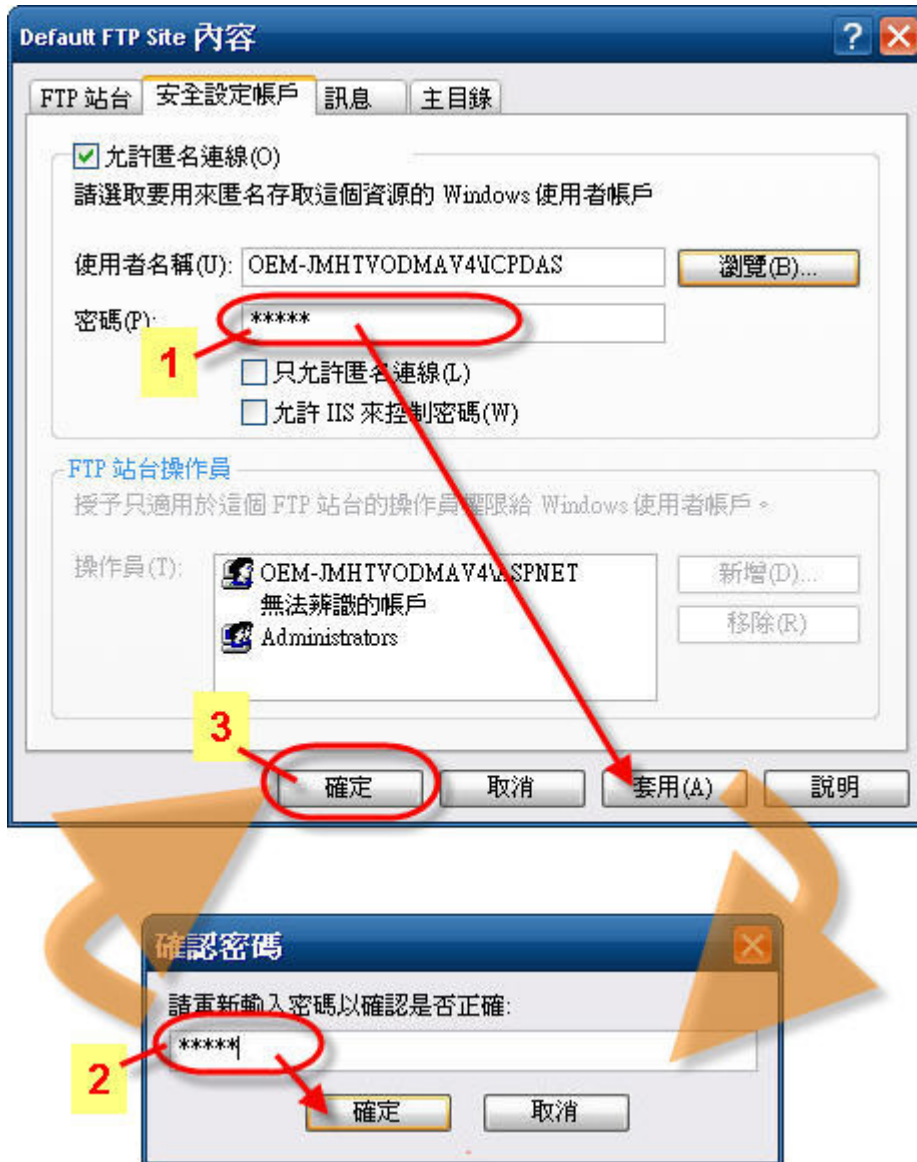 Default FTP Site 內容
FTP 站台 安全設定帳戶 訊息 主目錄
允許匿名連線(O)
請選取要用來匿名存取這個資源的 Windows 使用者帳戶
使用者名稱(U): OEM-JMHTVODMAV4\ICPDAS 瀏覽(B)...
密碼(P): *****
1
只允許匿名連線(L)
允許 IIS 來控制密碼(W)
FTP 站台操作員
授予只適用於這個 FTP 站台的操作員權限給 Windows 使用者帳戶。
操作員(T): OEM-JMHTVODMAV4\ASPNET 新增(D)...
無法辨識的帳戶
Administrators 移除(R)
3
確定 取消 套用(A) 說明
確認密碼
請重新輸入密碼以確認是否正確:
*****
2
確定 取消